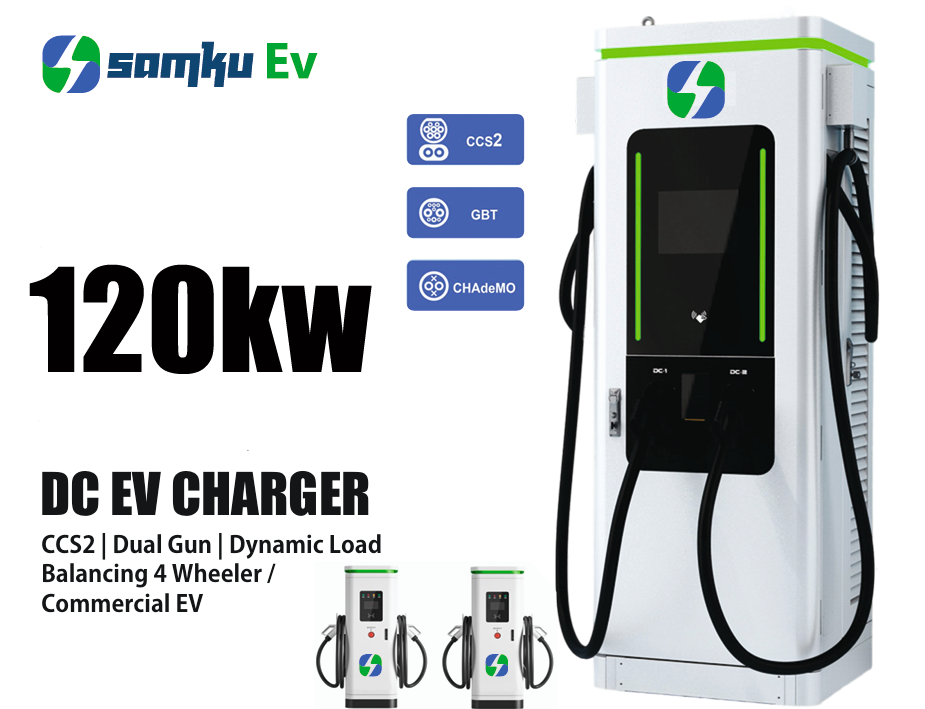 samku Ev
CCS2
GBT
CHAdeMO
120kw
DC-1
DC-II
DC EV CHARGER
CCS2 | Dual Gun | Dynamic Load
Balancing 4 Wheeler /
Commercial EV